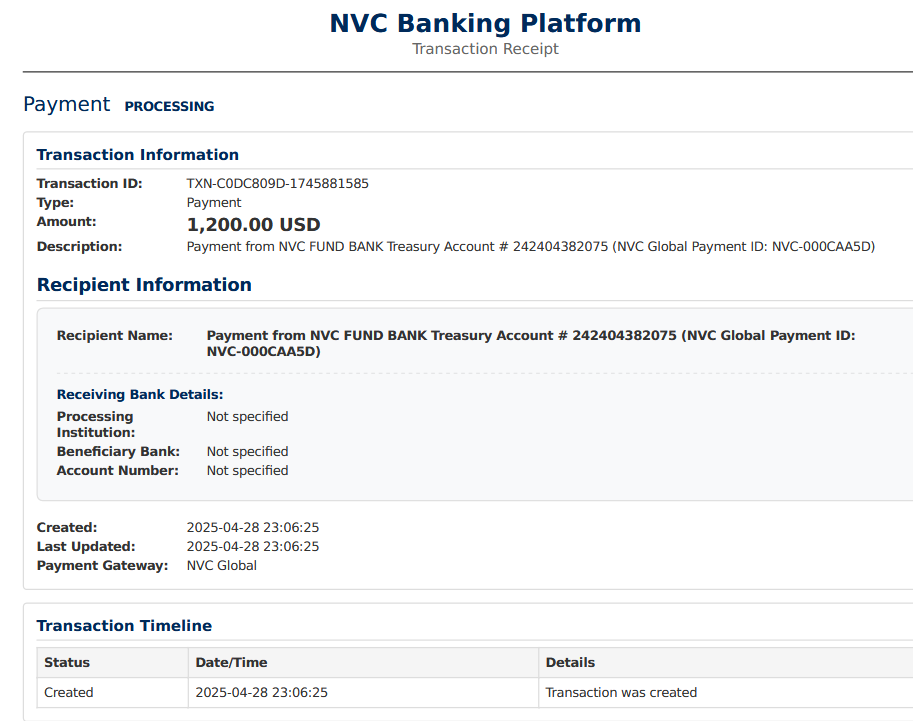 NVC Banking Platform
Transaction Receipt
Payment PROCESSING
Transaction Information
Transaction ID: TXN-C0DC809D-1745881585
Type: Payment
Amount: 1,200.00 USD
Description: Payment from NVC FUND BANK Treasury Account # 242404382075 (NVC Global Payment ID: NVC-000CAA5D)
Recipient Information
Recipient Name: Payment from NVC FUND BANK Treasury Account # 242404382075 (NVC Global Payment ID:
NVC-000CAA5D)
Receiving Bank Details:
Processing Not specified
Institution:
Beneficiary Bank: Not specified
Account Number: Not specified
Created: 2025-04-28 23:06:25
Last Updated: 2025-04-28 23:06:25
Payment Gateway: NVC Global
Transaction Timeline
Status Date/Time Details
Created 2025-04-28 23:06:25 Transaction was created